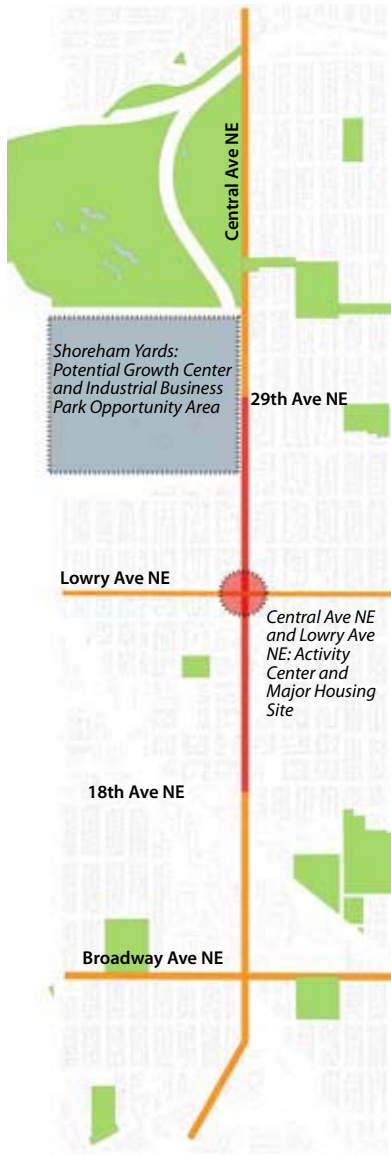 Central Ave NE
Shoreham Yards:
Potential Growth Center
and Industrial Business
Park Opportunity Area
29th Ave NE
Lowry Ave NE
Central Ave NE
and Lowry Ave
NE: Activity
Center and
Major Housing
Site
18th Ave NE
Broadway Ave NE